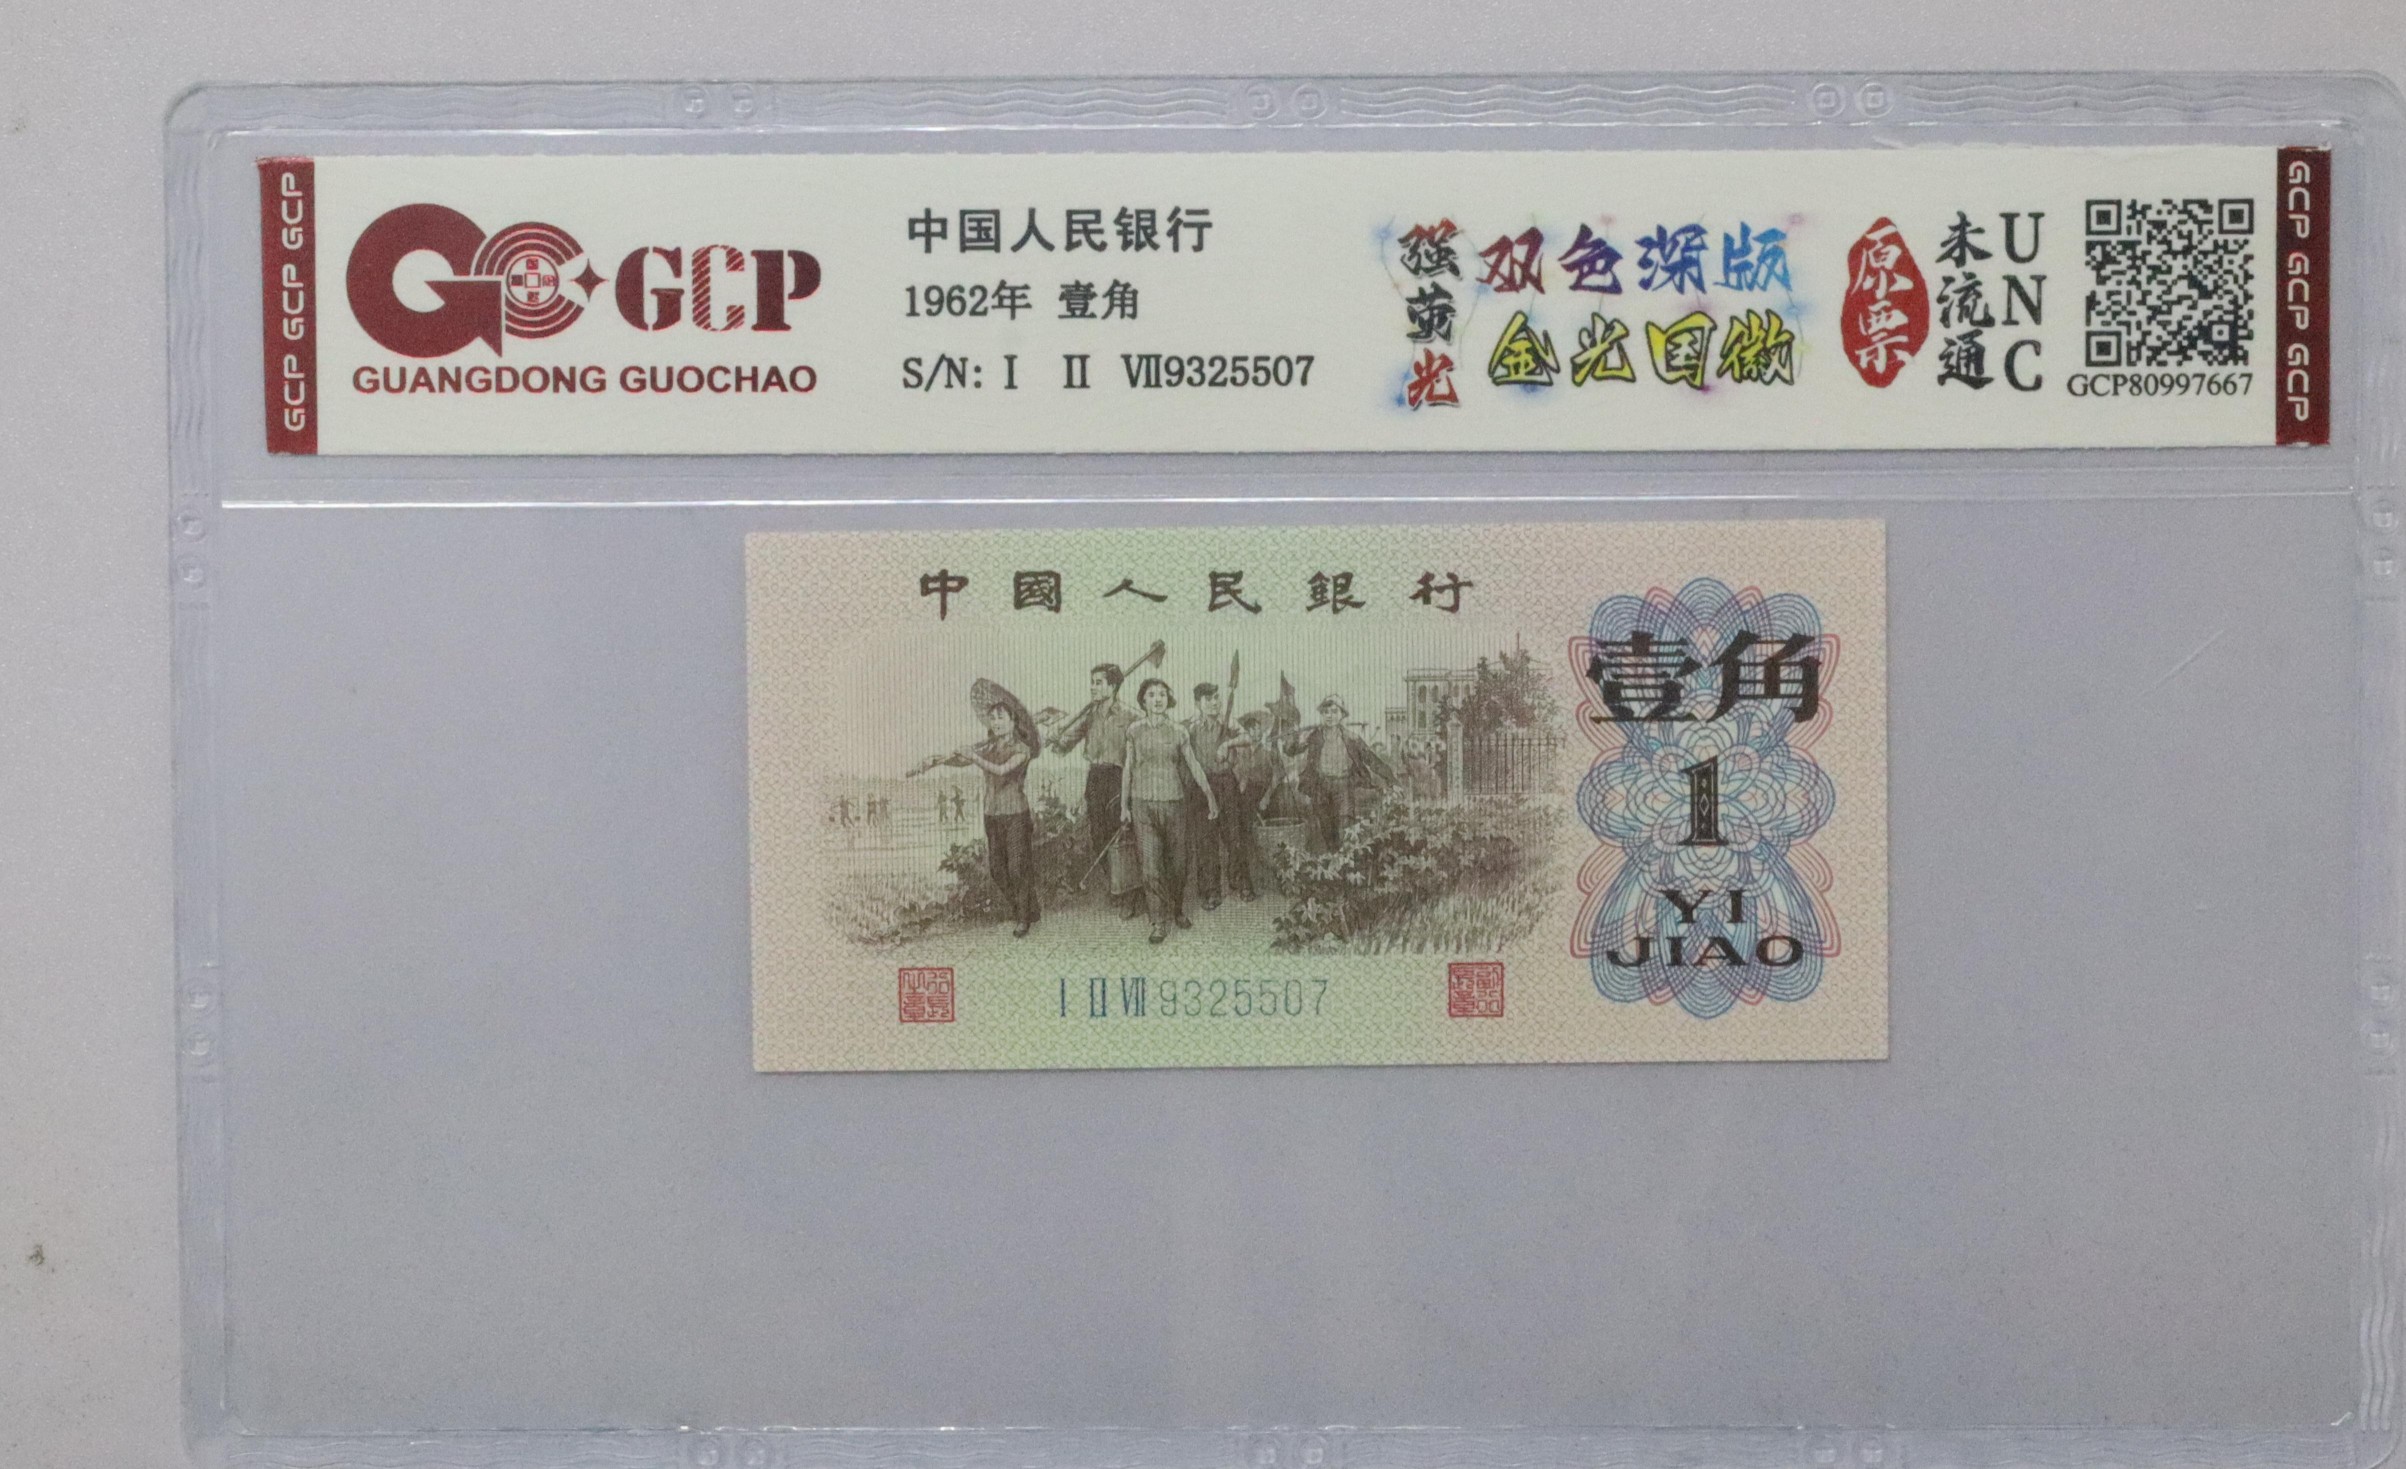 GCP GCP GCP
GCP
GUANGDONG GUOCHAO
中国人民银行
1962年 壹角
S/N: Ⅰ Ⅱ Ⅶ9325507
强荧光
双色深版
金光国徽
原票
未流通
UNC
GCP80997667
GCP GCP GCP
中國人民銀行
壹角
1
YI
JIAO
Ⅰ Ⅱ Ⅶ 9325507